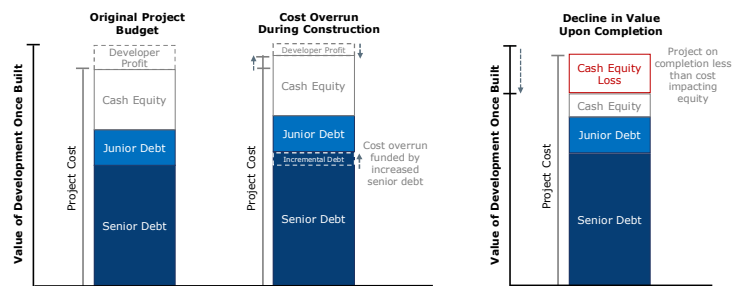 Original Project
Budget
Cost Overrun
During Construction
Decline in Value
Upon Completion
Value of Development Once Built
Project Cost
Developer
Profit
Cash Equity
Junior Debt
Senior Debt
Project Cost
Developer Profit
Cash Equity
Junior Debt
Incremental Debt
Senior Debt
Cost overrun
funded by
increased
senior debt
Value of Development Once Built
Project Cost
Cash Equity
Loss
Cash Equity
Junior Debt
Senior Debt
Project on
completion less
than cost
impacting
equity